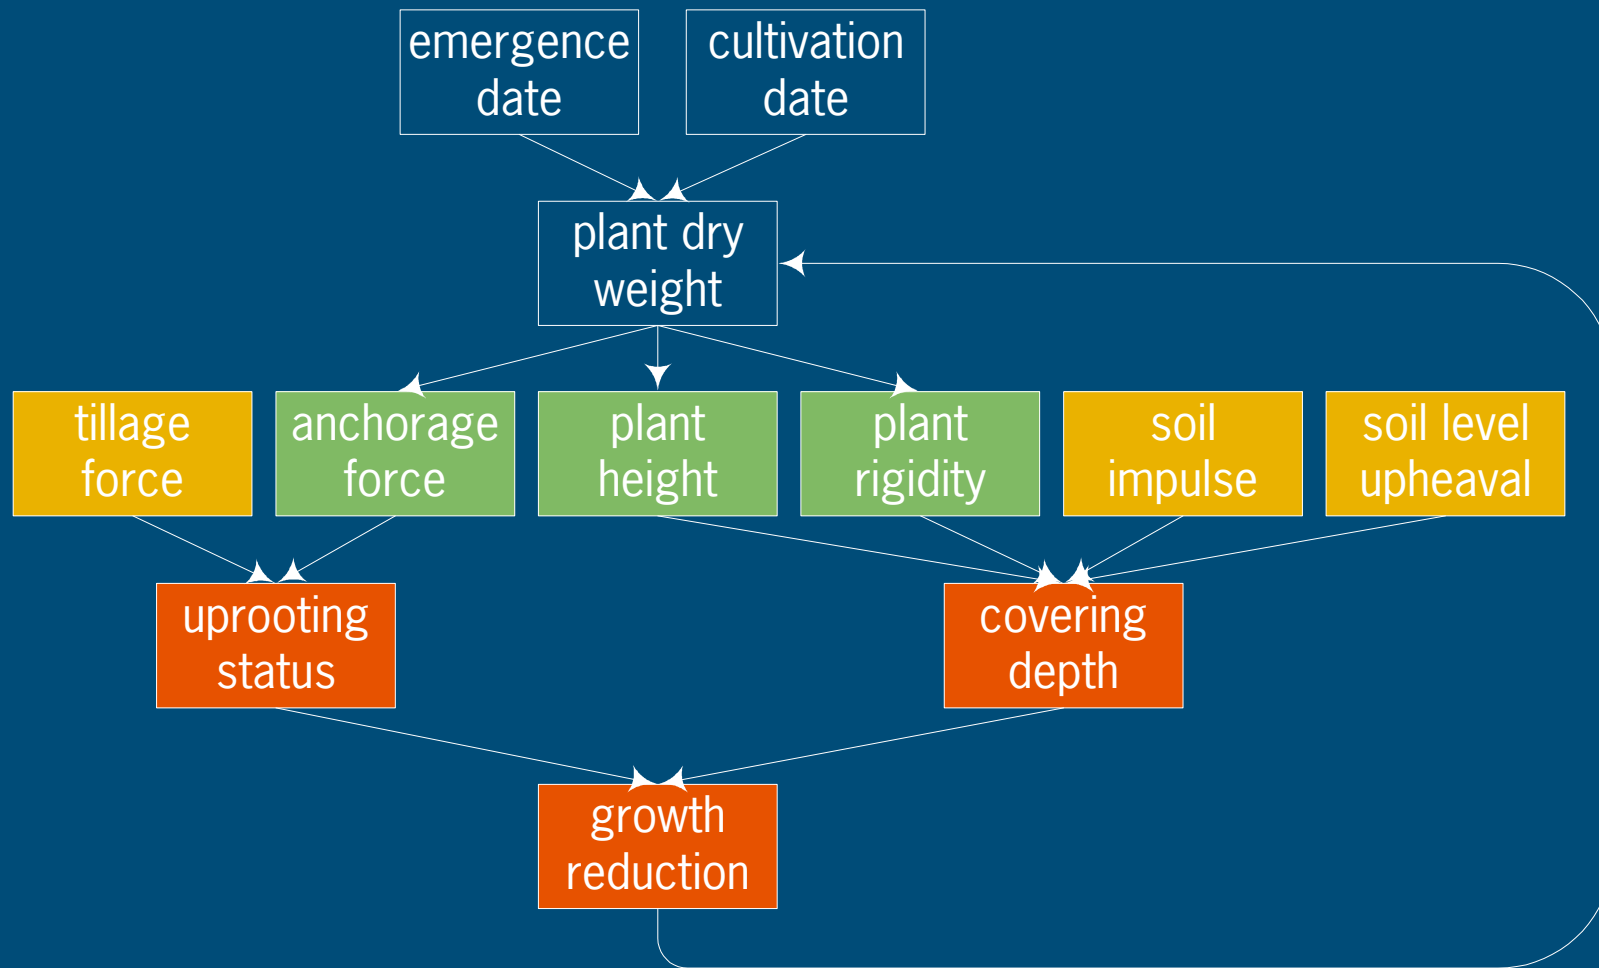 emergence
date
cultivation
date
plant dry
weight
tillage
force
anchorage
force
plant
height
plant
rigidity
soil
impulse
soil level
upheaval
uprooting
status
covering
depth
growth
reduction